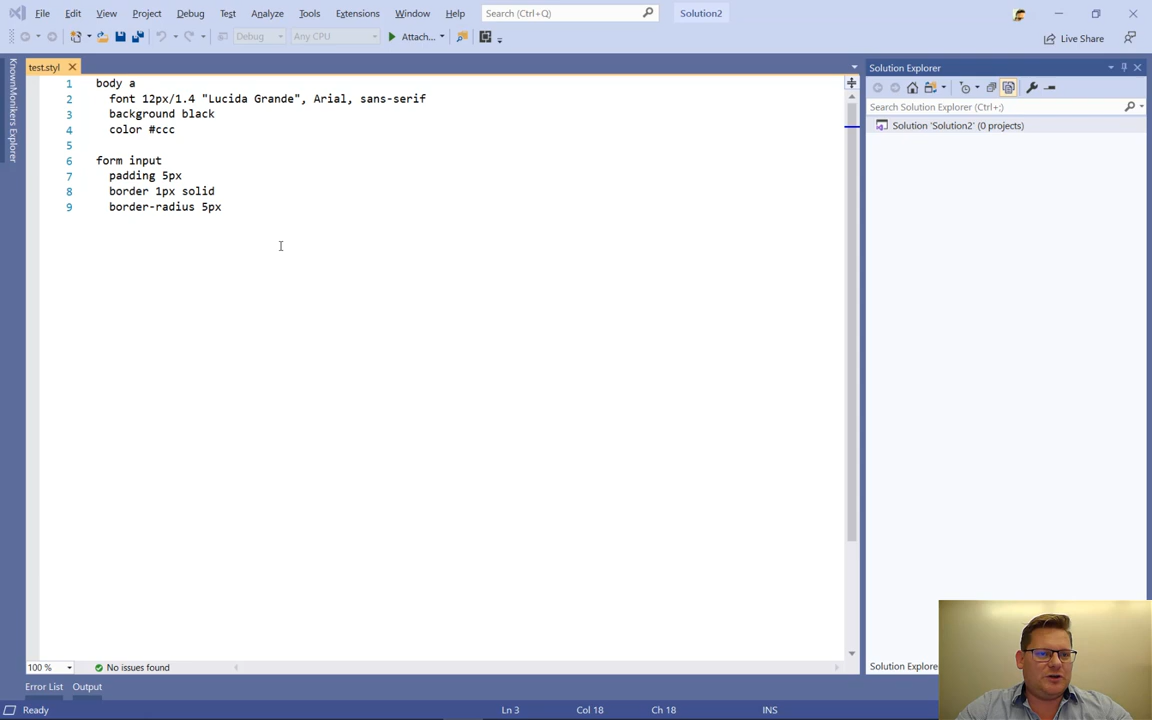 File Edit View Project Debug Test Analyze Tools Extensions Window Help Search (Ctrl+Q) Solution2
Debug Any CPU Attach... Live Share
KnownMonikers Explorer
test.styl
1 body a
2 font 12px/1.4 "Lucida Grande", Arial, sans-serif
3 background black
4 color #ccc
5
6 form input
7 padding 5px
8 border 1px solid
9 border-radius 5px
Solution Explorer
Search Solution Explorer (Ctrl+;)
Solution 'Solution2' (0 projects)
100 % No issues found
Solution Explore
Error List Output
Ready Ln 3 Col 18 Ch 18 INS